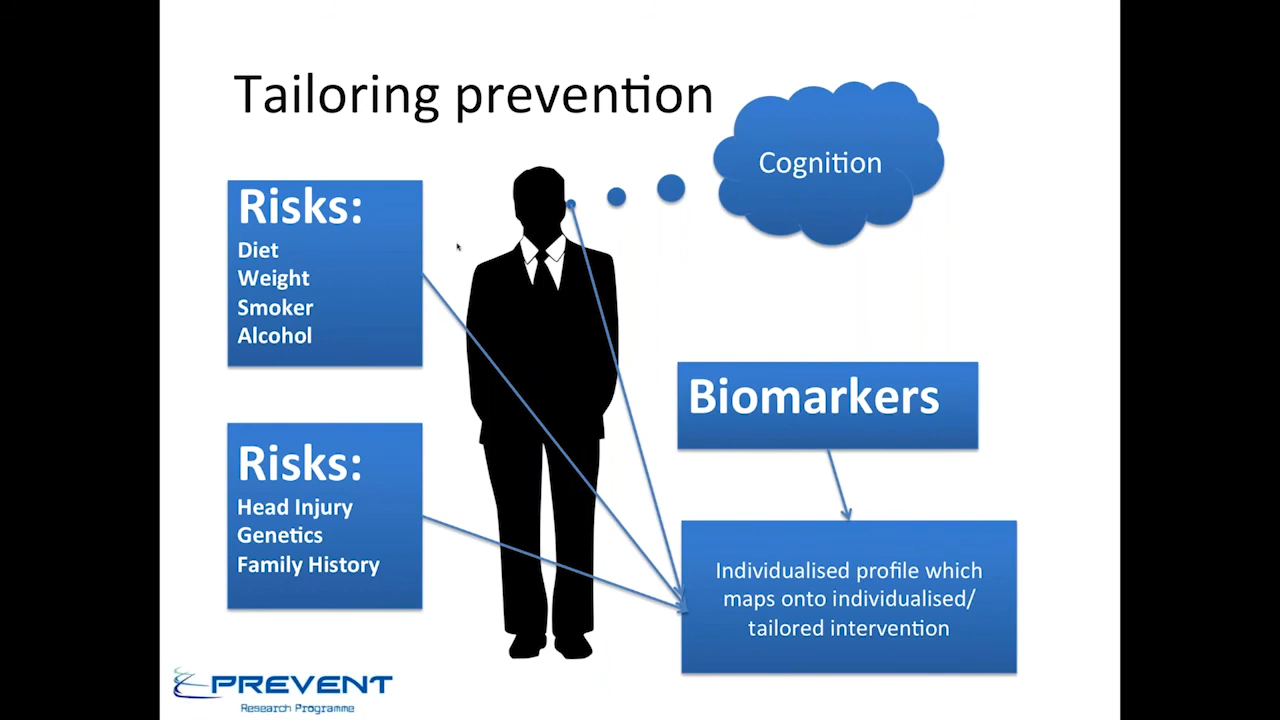 Tailoring prevention
Cognition
Risks:
Diet
Weight
Smoker
Alcohol
Biomarkers
Risks:
Head Injury
Genetics
Family History
Individualised profile which
maps onto individualised/
tailored intervention
PREVENT
Research Programme